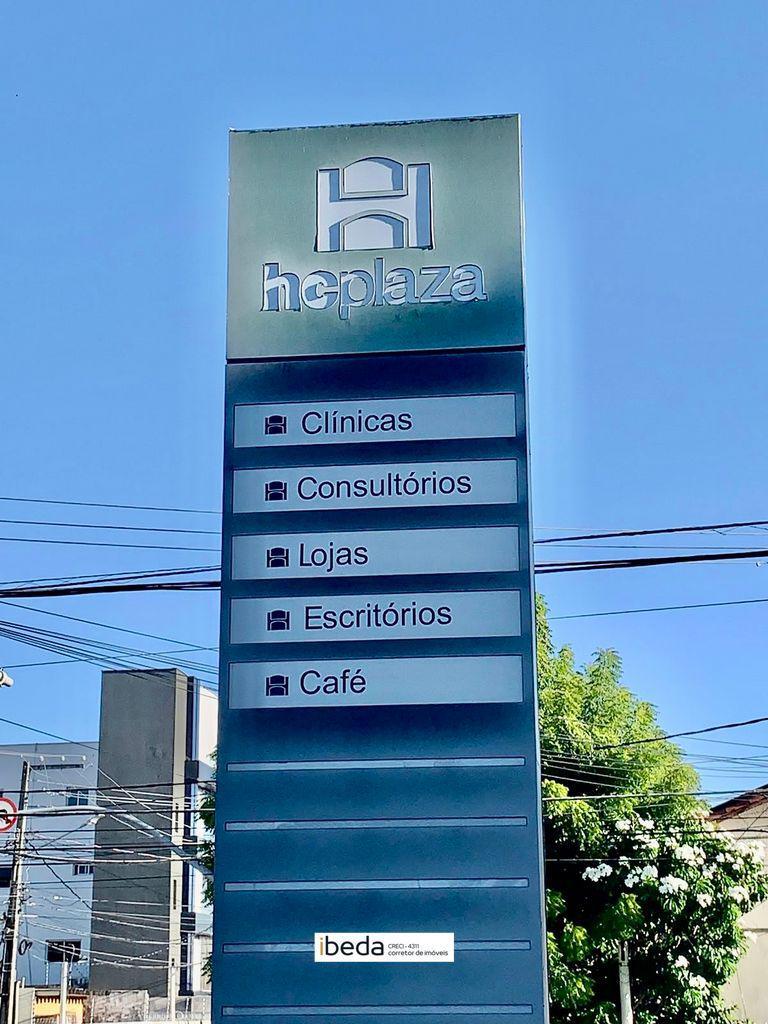 hcplaza
Clínicas
Consultórios
Lojas
Escritórios
Café
ibeda CRECI - 4311
corretor de imóveis